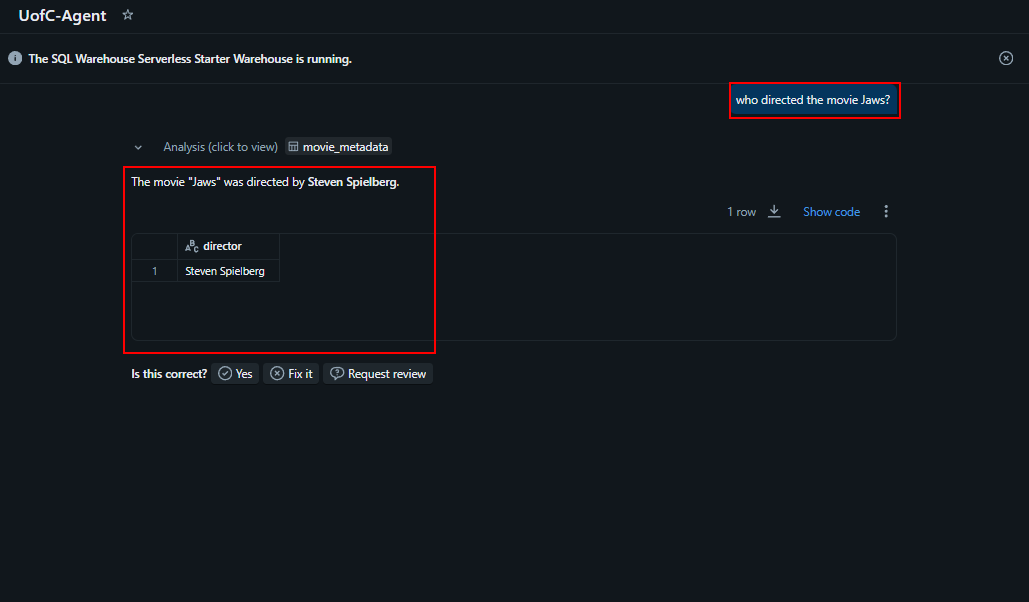 UofC-Agent
The SQL Warehouse Serverless Starter Warehouse is running.
who directed the movie Jaws?
Analysis (click to view) movie_metadata
The movie "Jaws" was directed by Steven Spielberg.
1 row Show code
ABC director
1 Steven Spielberg
Is this correct? Yes Fix it Request review